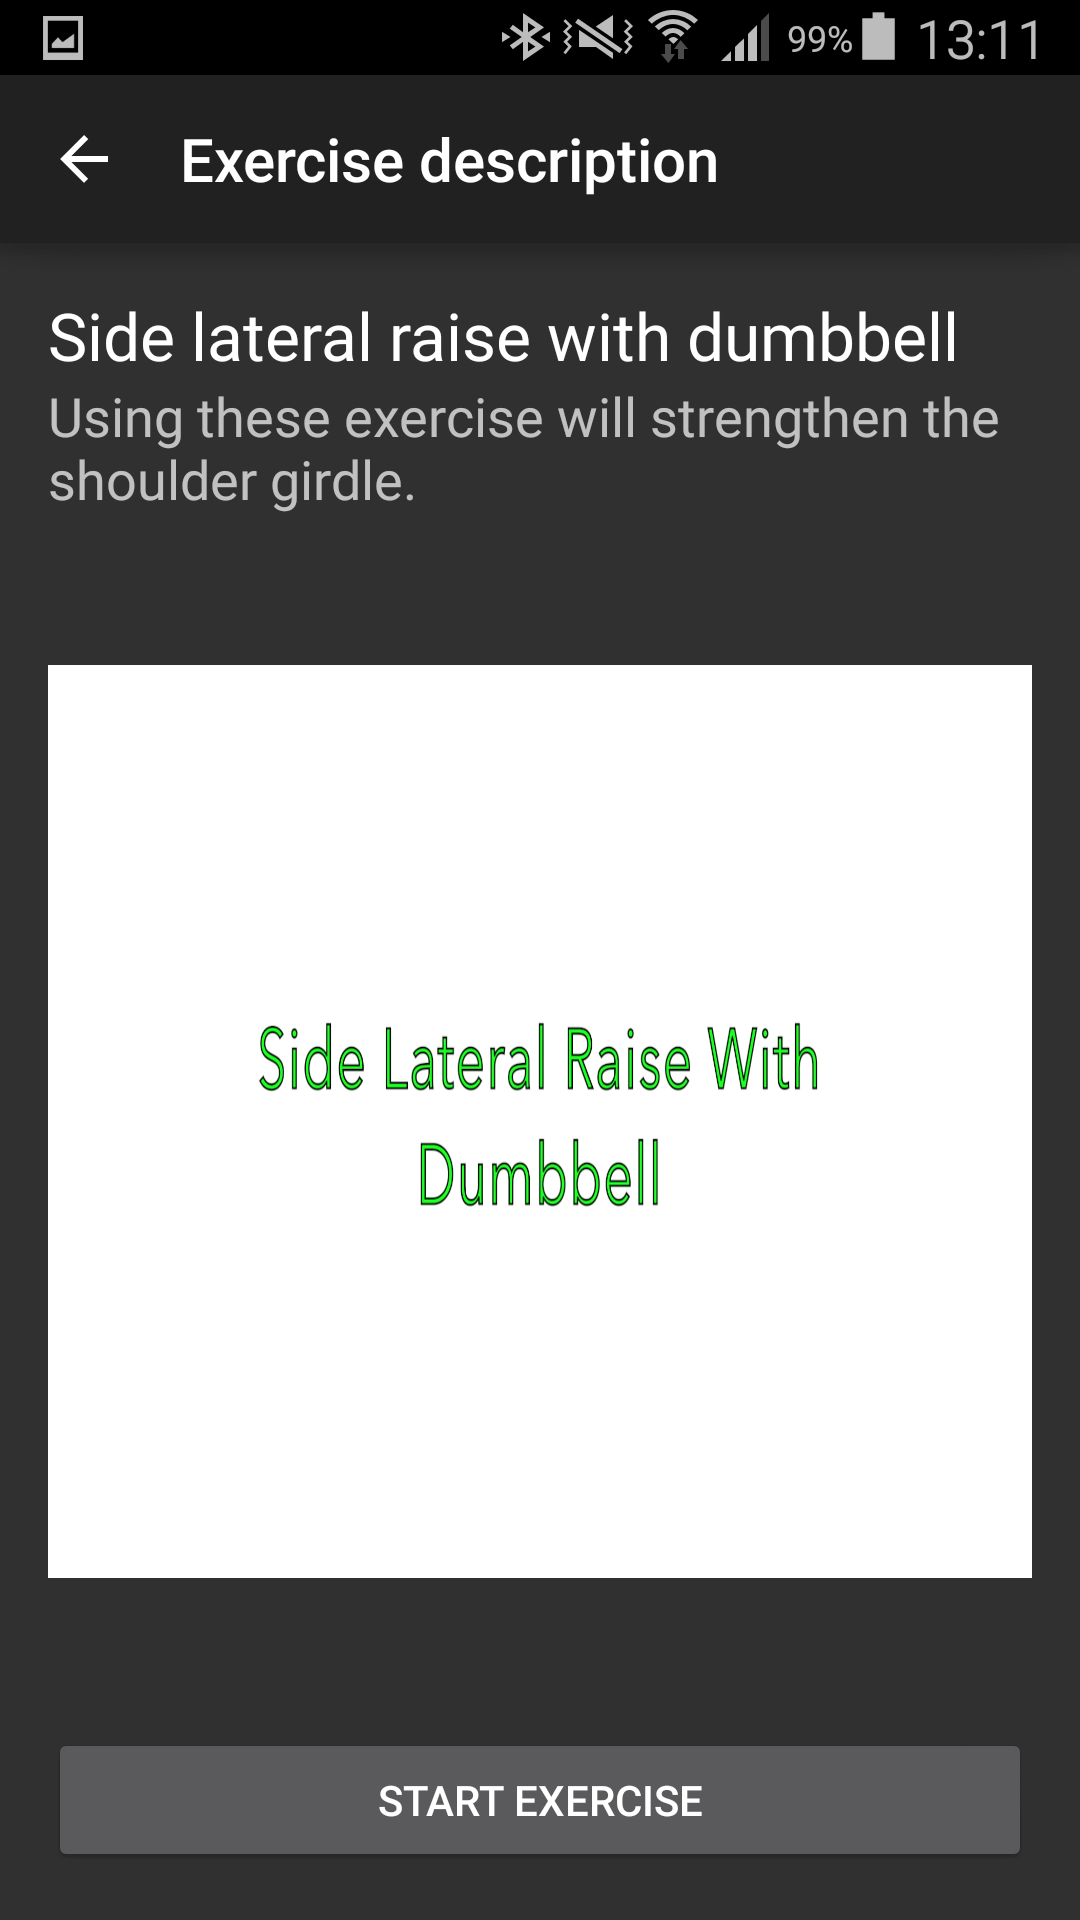 99% 13:11
Exercise description
Side lateral raise with dumbbell
Using these exercise will strengthen the
shoulder girdle.
Side Lateral Raise With
Dumbbell
START EXERCISE